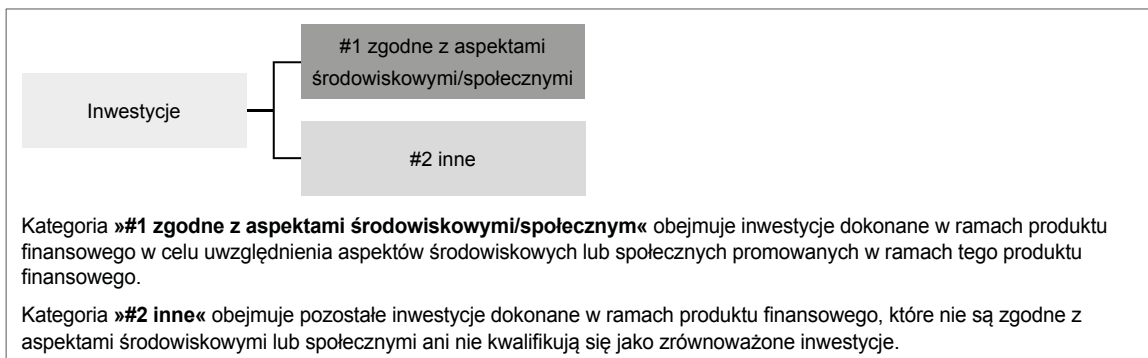 #1 zgodne z aspektami
środowiskowymi/społecznymi
Inwestycje
#2 inne
Kategoria »#1 zgodne z aspektami środowiskowymi/społecznym« obejmuje inwestycje dokonane w ramach produktu
finansowego w celu uwzględnienia aspektów środowiskowych lub społecznych promowanych w ramach tego produktu
finansowego.
Kategoria »#2 inne« obejmuje pozostałe inwestycje dokonane w ramach produktu finansowego, które nie są zgodne z
aspektami środowiskowymi lub społecznymi ani nie kwalifikują się jako zrównoważone inwestycje.